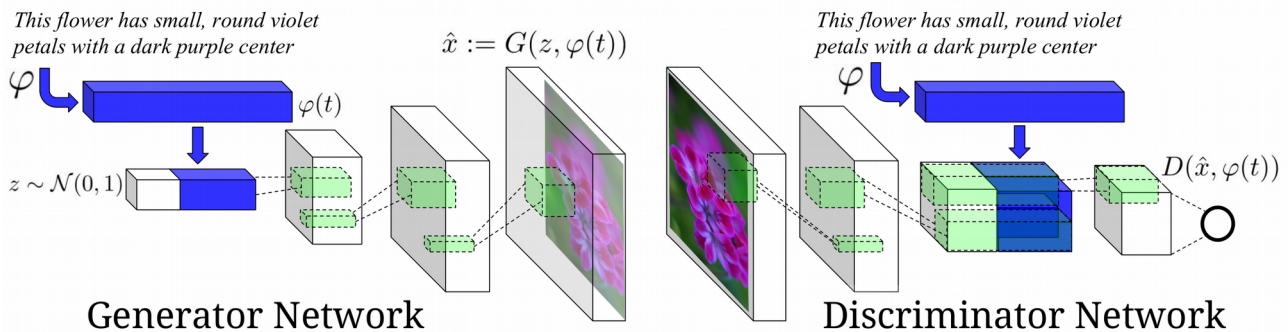 This flower has small, round violet
petals with a dark purple center
φ
φ(t)
z ∼ 𝒩(0, 1)
x̂ := G(z, φ(t))
Generator Network
This flower has small, round violet
petals with a dark purple center
φ
D(x̂, φ(t))
Discriminator Network